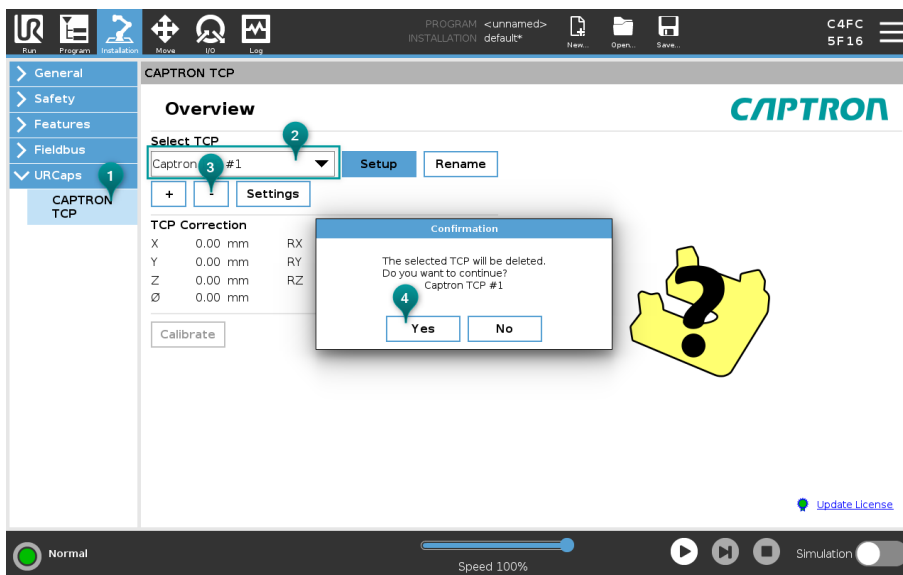 PROGRAM <unnamed>
INSTALLATION default*
C4FC
5F16
Run Program Installation Move I/O Log New... Open... Save...
General
Safety
Features
Fieldbus
URCaps
CAPTRON
TCP
1
CAPTRON TCP
Overview
CAPTRON
Select TCP
2
Captron #1
3
Setup
Rename
+
-
Settings
TCP Correction
X 0.00 mm RX
Y 0.00 mm RY
Z 0.00 mm RZ
Ø 0.00 mm
Calibrate
Confirmation
The selected TCP will be deleted.
Do you want to continue?
Captron TCP #1
4
Yes
No
?
Update License
Normal
Speed 100%
Simulation